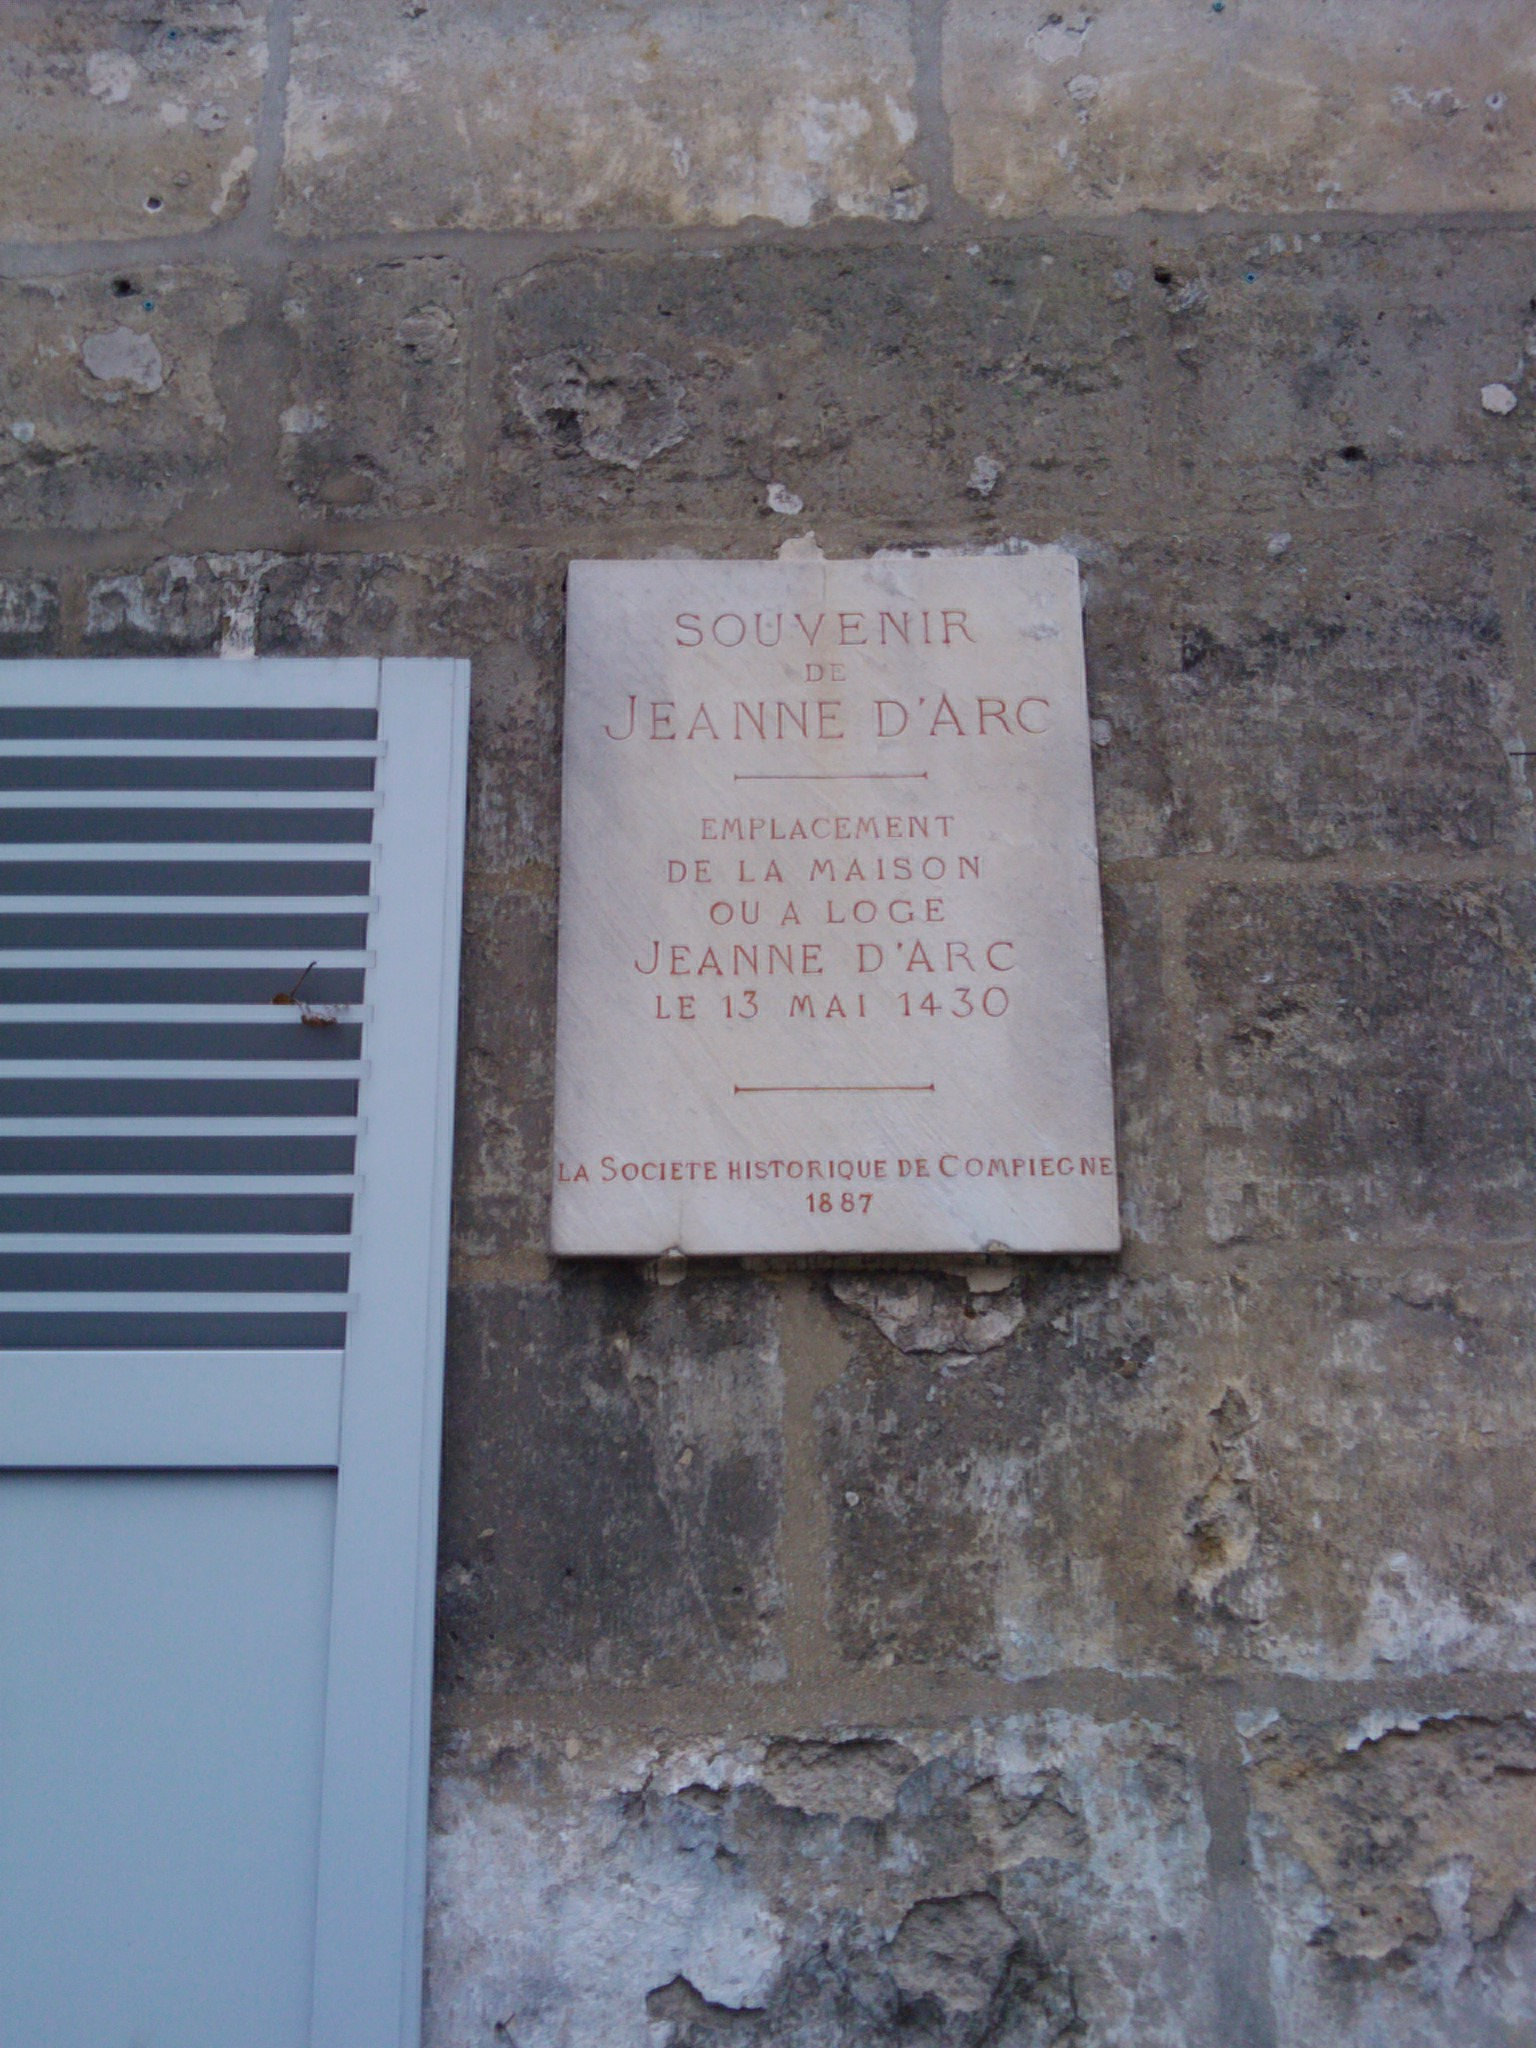 SOUVENIR
DE
JEANNE D'ARC
EMPLACEMENT
DE LA MAISON
OU A LOGE
JEANNE D'ARC
LE 13 MAI 1430
LA SOCIETE HISTORIQUE DE COMPIEGNE
1887